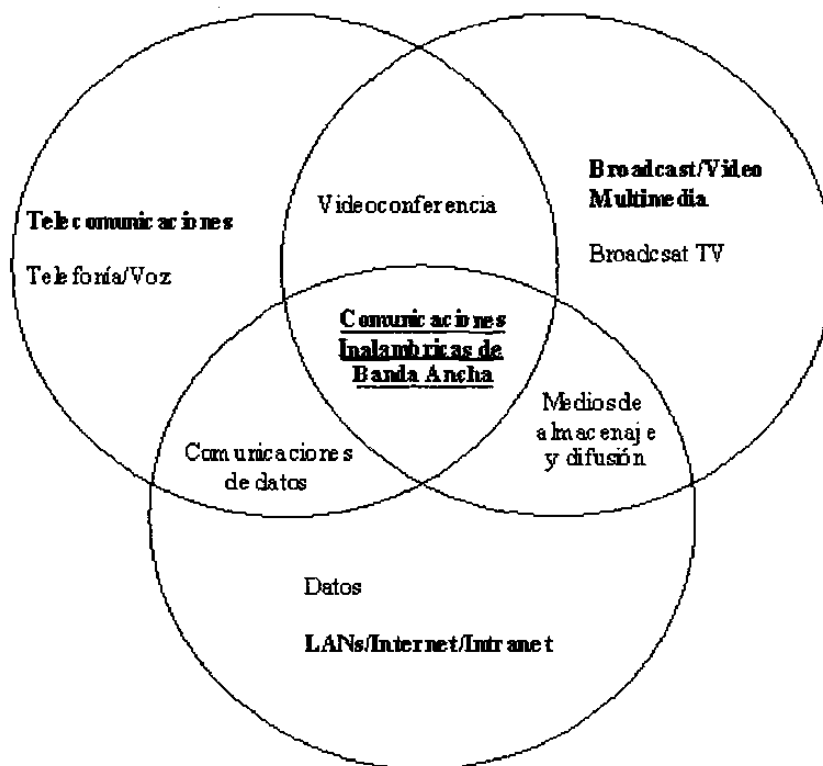 Broadcast/Video
Multimedia
Videoconferencia
Telecomunicaciones
Broadcsat TV
Telefonía/Voz
Comunicaciones
Inalambricas de
Banda Ancha
Medios de
almacenaje
y difusión
Comunicaciones
de datos
Datos
LANs/Internet/Intranet